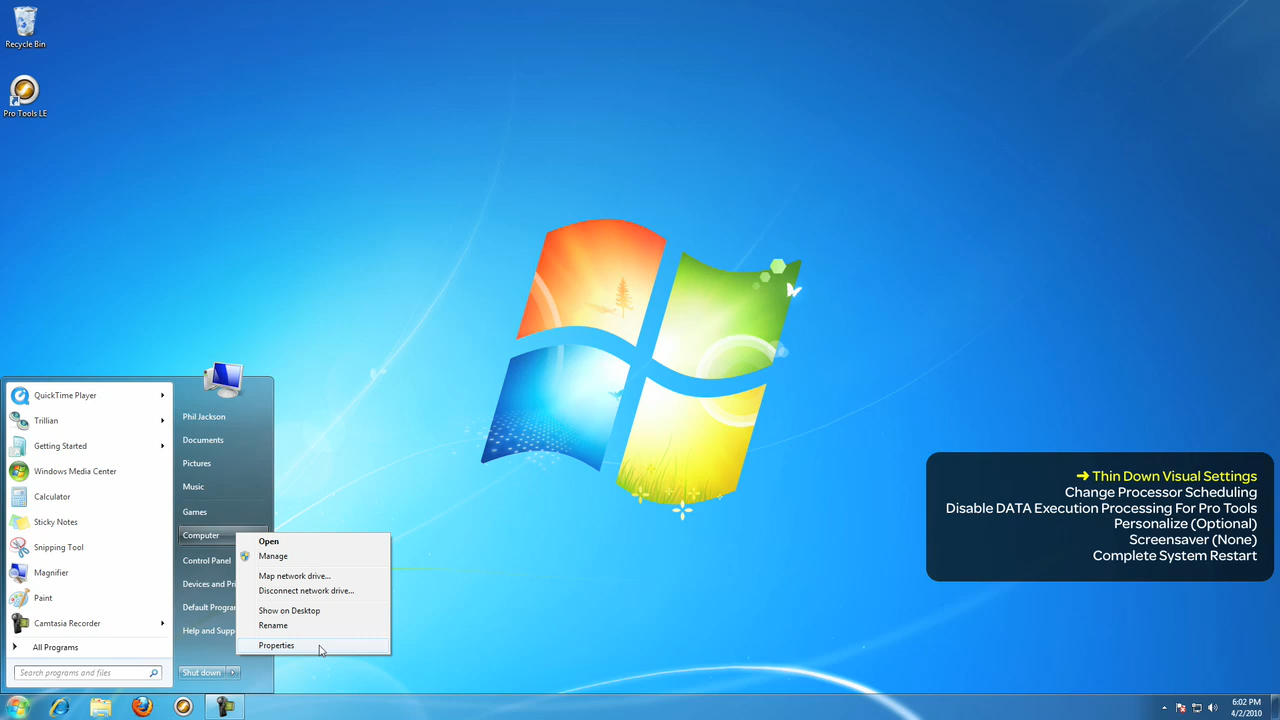 Recycle Bin
Pro Tools LE
QuickTime Player
Trillian
Getting Started
Windows Media Center
Calculator
Sticky Notes
Snipping Tool
Magnifier
Paint
Camtasia Recorder
All Programs
Search programs and files
Phil Jackson
Documents
Pictures
Music
Games
Computer
Control Panel
Devices and Pri
Default Progra
Help and Supp
Shut down
Open
Manage
Map network drive...
Disconnect network drive...
Show on Desktop
Rename
Properties
➔ Thin Down Visual Settings
Change Processor Scheduling
Disable DATA Execution Processing For Pro Tools
Personalize (Optional)
Screensaver (None)
Complete System Restart
6:02 PM
4/2/2010